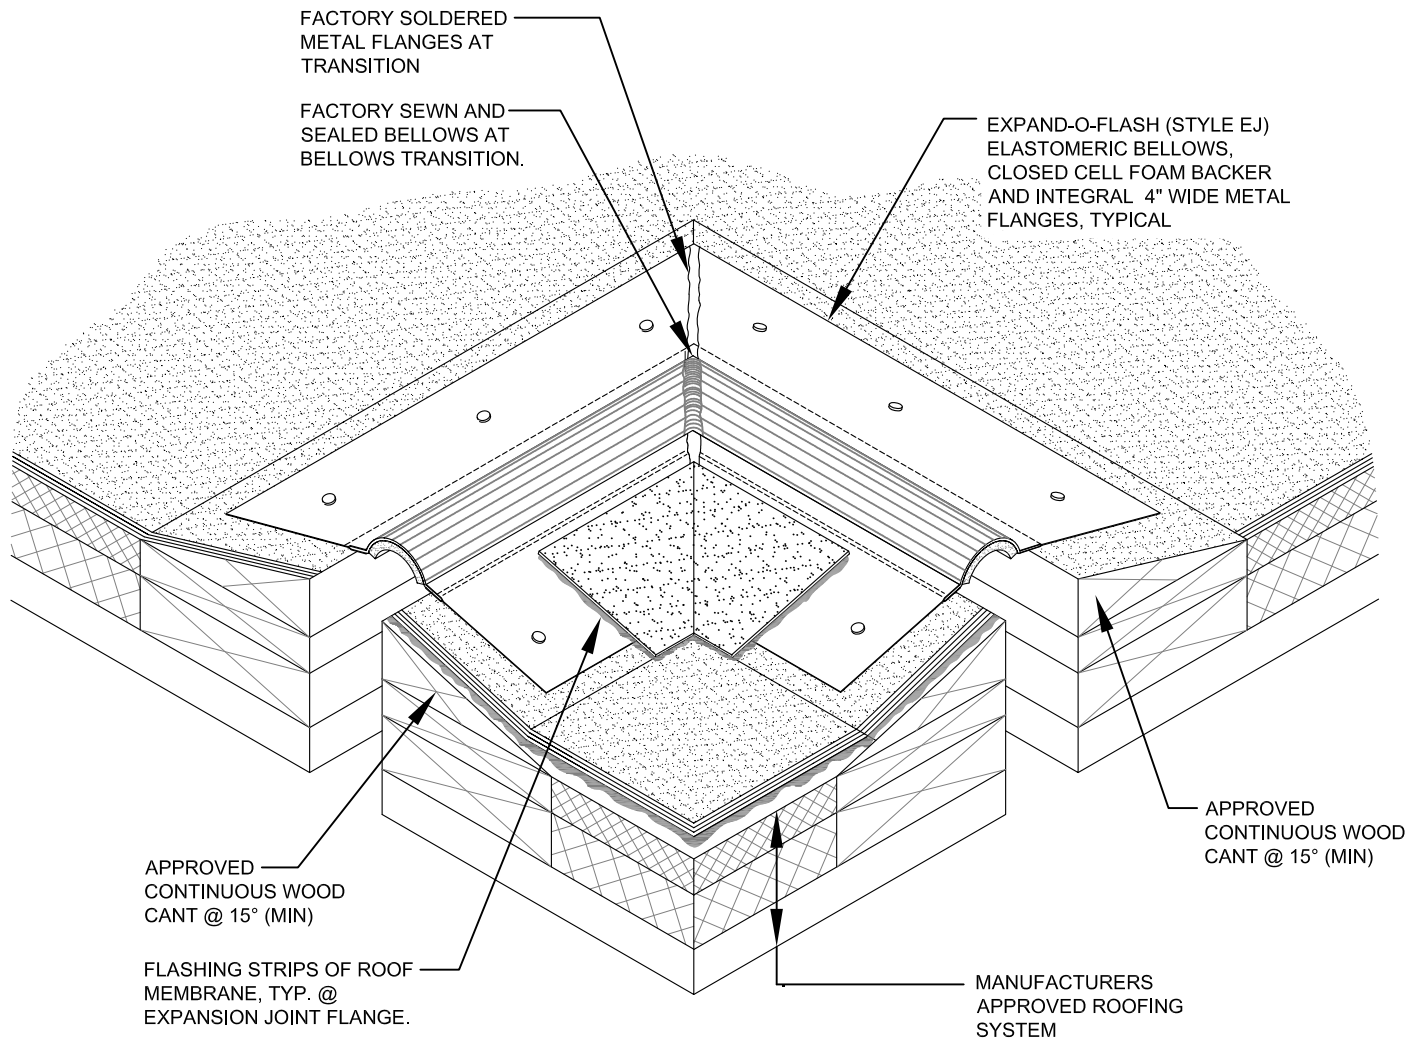 FACTORY SOLDERED
METAL FLANGES AT
TRANSITION
FACTORY SEWN AND
SEALED BELLOWS AT
BELLOWS TRANSITION.
EXPAND-O-FLASH (STYLE EJ)
ELASTOMERIC BELLOWS,
CLOSED CELL FOAM BACKER
AND INTEGRAL 4" WIDE METAL
FLANGES, TYPICAL
APPROVED
CONTINUOUS WOOD
CANT @ 15° (MIN)
APPROVED
CONTINUOUS WOOD
CANT @ 15° (MIN)
FLASHING STRIPS OF ROOF
MEMBRANE, TYP. @
EXPANSION JOINT FLANGE.
MANUFACTURERS
APPROVED ROOFING
SYSTEM